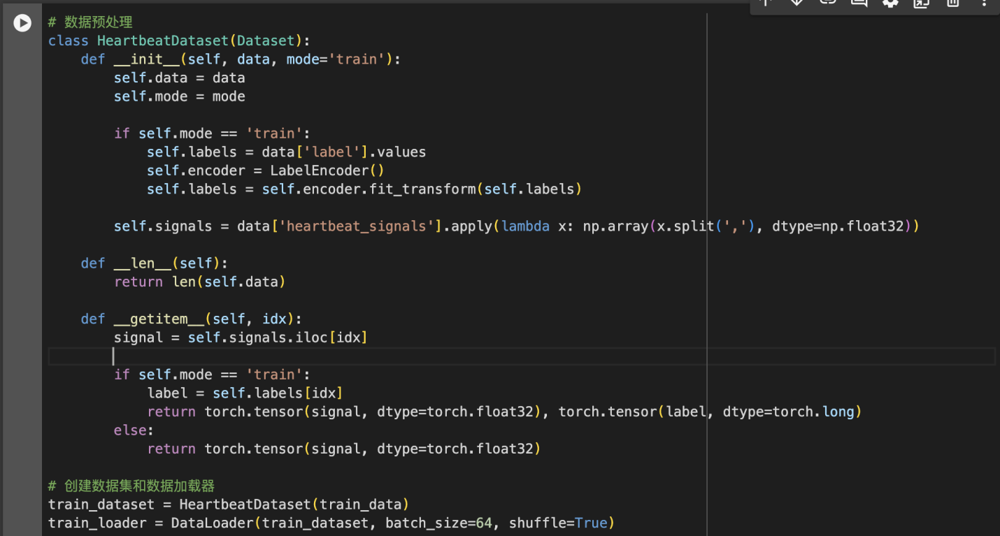 # 数据预处理
class HeartbeatDataset(Dataset):
    def __init__(self, data, mode='train'):
        self.data = data
        self.mode = mode

        if self.mode == 'train':
            self.labels = data['label'].values
            self.encoder = LabelEncoder()
            self.labels = self.encoder.fit_transform(self.labels)

        self.signals = data['heartbeat_signals'].apply(lambda x: np.array(x.split(','), dtype=np.float32))

    def __len__(self):
        return len(self.data)

    def __getitem__(self, idx):
        signal = self.signals.iloc[idx]

        if self.mode == 'train':
            label = self.labels[idx]
            return torch.tensor(signal, dtype=torch.float32), torch.tensor(label, dtype=torch.long)
        else:
            return torch.tensor(signal, dtype=torch.float32)

# 创建数据集和数据加载器
train_dataset = HeartbeatDataset(train_data)
train_loader = DataLoader(train_dataset, batch_size=64, shuffle=True)